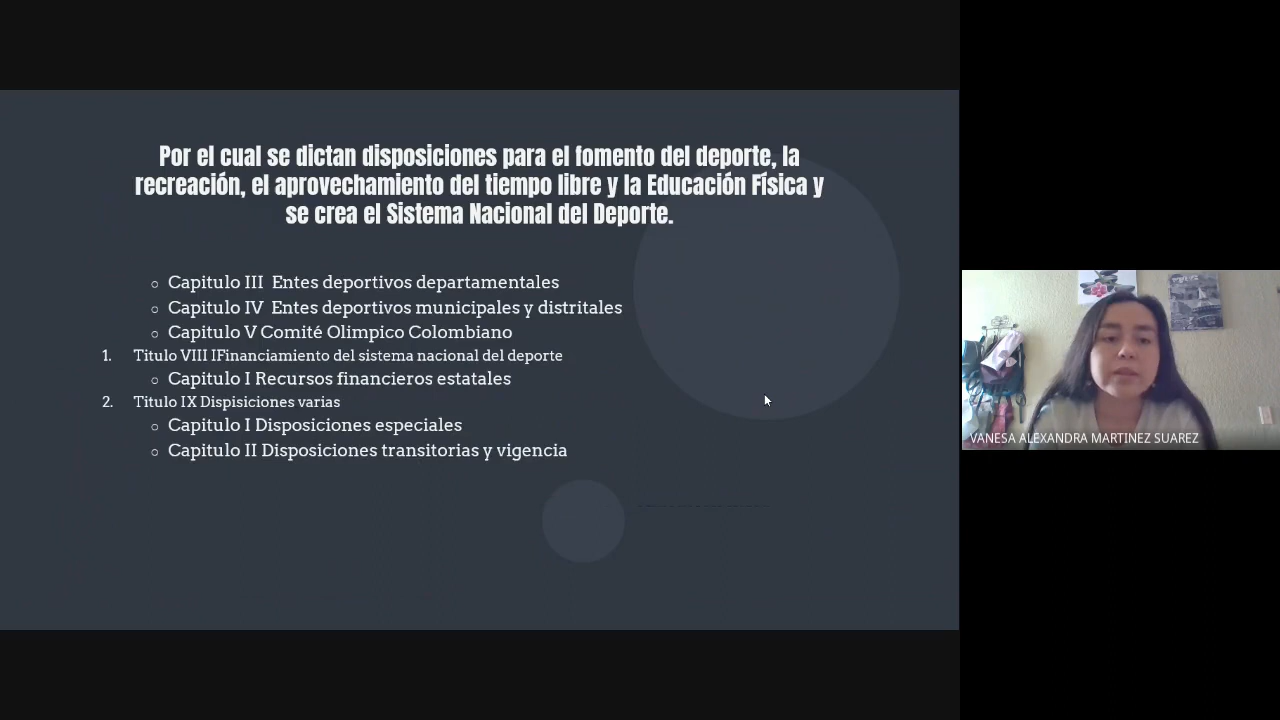 Por el cual se dictan disposiciones para el fomento del deporte, la
recreación, el aprovechamiento del tiempo libre y la Educación Física y
se crea el Sistema Nacional del Deporte.
○ Capitulo III Entes deportivos departamentales
○ Capitulo IV Entes deportivos municipales y distritales
○ Capitulo V Comité Olimpico Colombiano
1. Titulo VIII IFinanciamiento del sistema nacional del deporte
○ Capitulo I Recursos financieros estatales
2. Titulo IX Dispisiciones varias
○ Capitulo I Disposiciones especiales
○ Capitulo II Disposiciones transitorias y vigencia
VANESA ALEXANDRA MARTINEZ SUAREZ